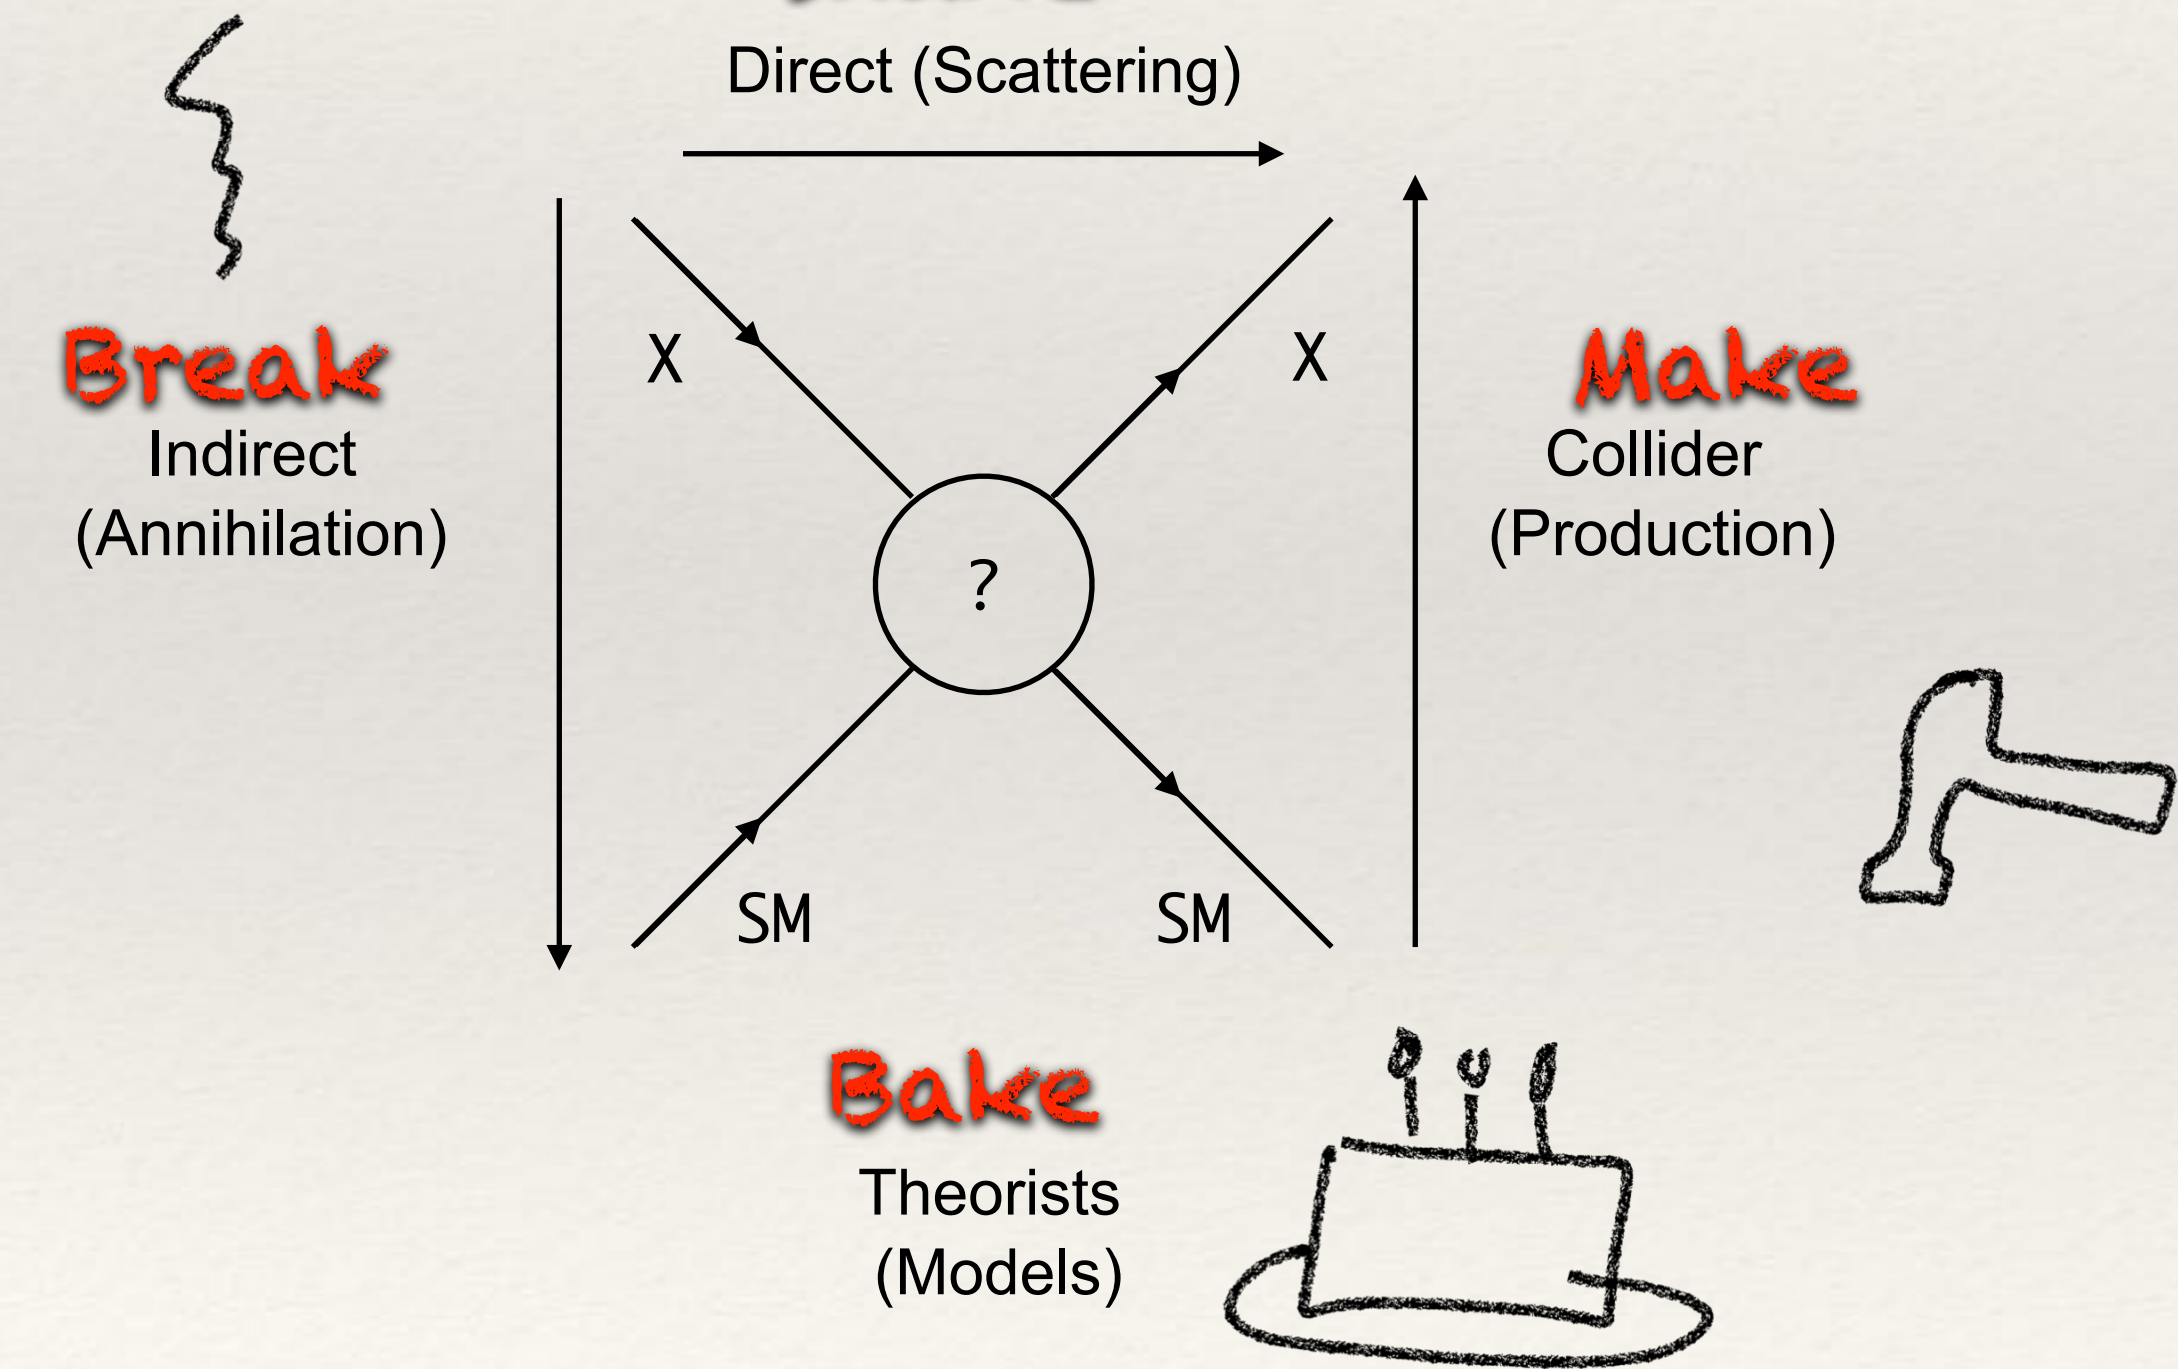 Direct (Scattering)
X
X
Break
Make
Indirect
(Annihilation)
Collider
(Production)
?
SM
SM
Bake
Theorists
(Models)